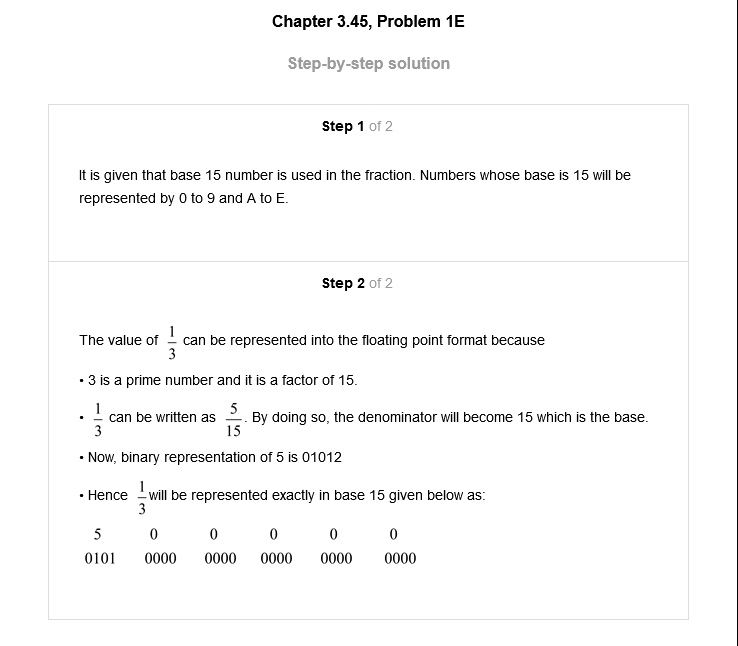 Chapter 3.45, Problem 1E
Step-by-step solution
Step 1 of 2
It is given that base 15 number is used in the fraction. Numbers whose base is 15 will be
represented by 0 to 9 and A to E.
Step 2 of 2
The value of 1/3 can be represented into the floating point format because
• 3 is a prime number and it is a factor of 15.
• 1/3 can be written as 5/15. By doing so, the denominator will become 15 which is the base.
• Now, binary representation of 5 is 01012
• Hence 1/3 will be represented exactly in base 15 given below as:
5 0 0 0 0 0
0101 0000 0000 0000 0000 0000